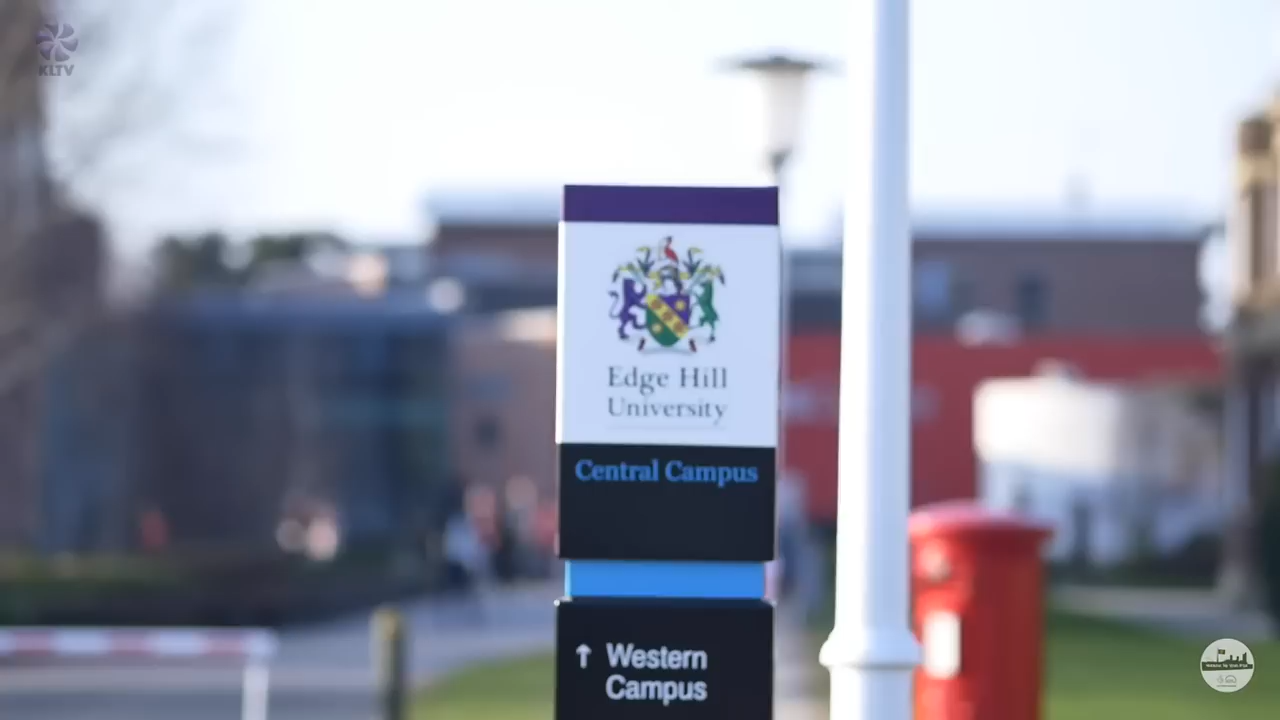 KLTV
Edge Hill
University
Central Campus
↑ Western
Campus